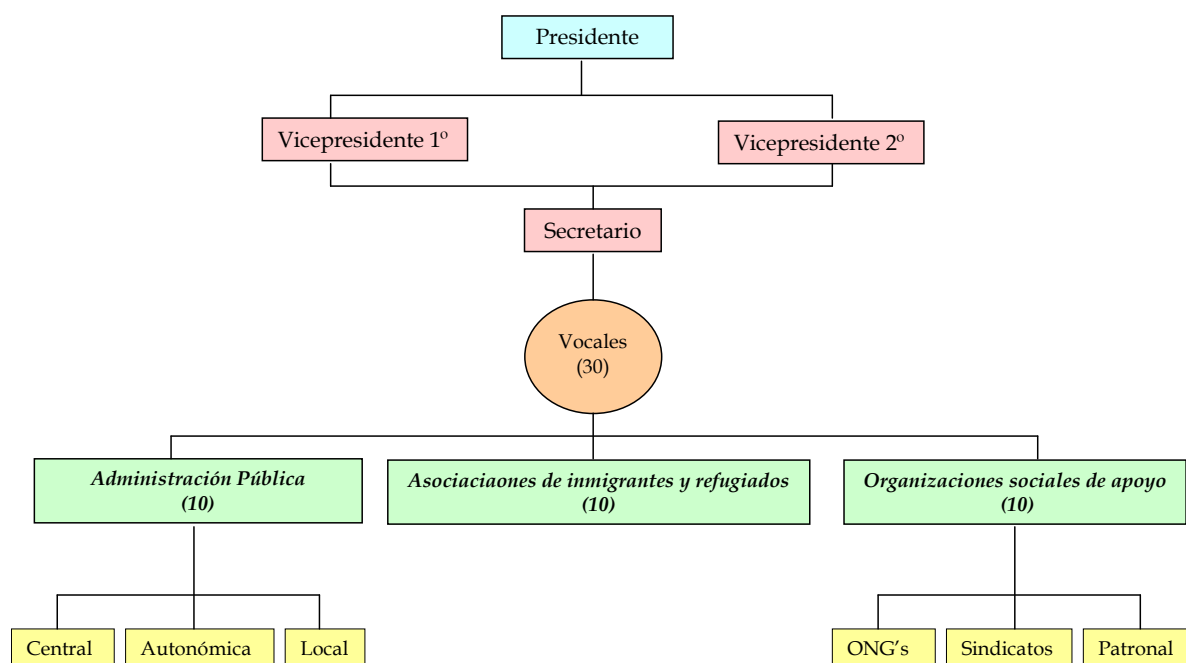 Presidente
Vicepresidente 1º
Vicepresidente 2º
Secretario
Vocales
(30)
Administración Pública
(10)
Asociaciaones de inmigrantes y refugiados
(10)
Organizaciones sociales de apoyo
(10)
Central
Autonómica
Local
ONG's
Sindicatos
Patronal